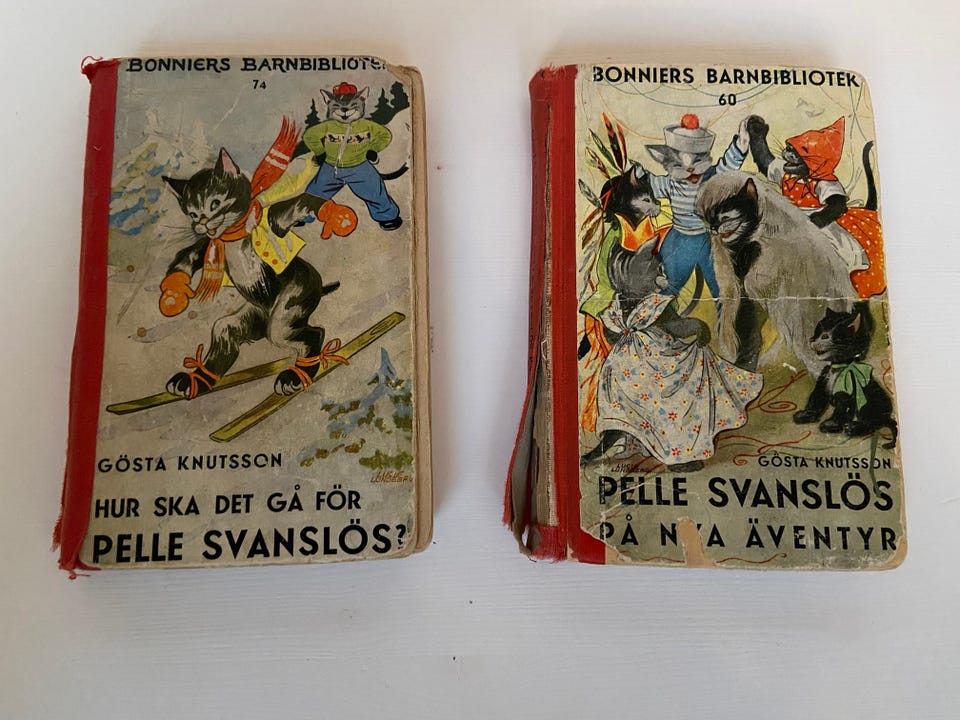 BONNIERS BARNBIBLIOTEK
74
GÖSTA KNUTSSON
HUR SKA DET GÅ FÖR
PELLE SVANSLÖS?
BONNIERS BARNBIBLIOTEK
60
GÖSTA KNUTSSON
PELLE SVANSLÖS
PÅ NYA ÄVENTYR